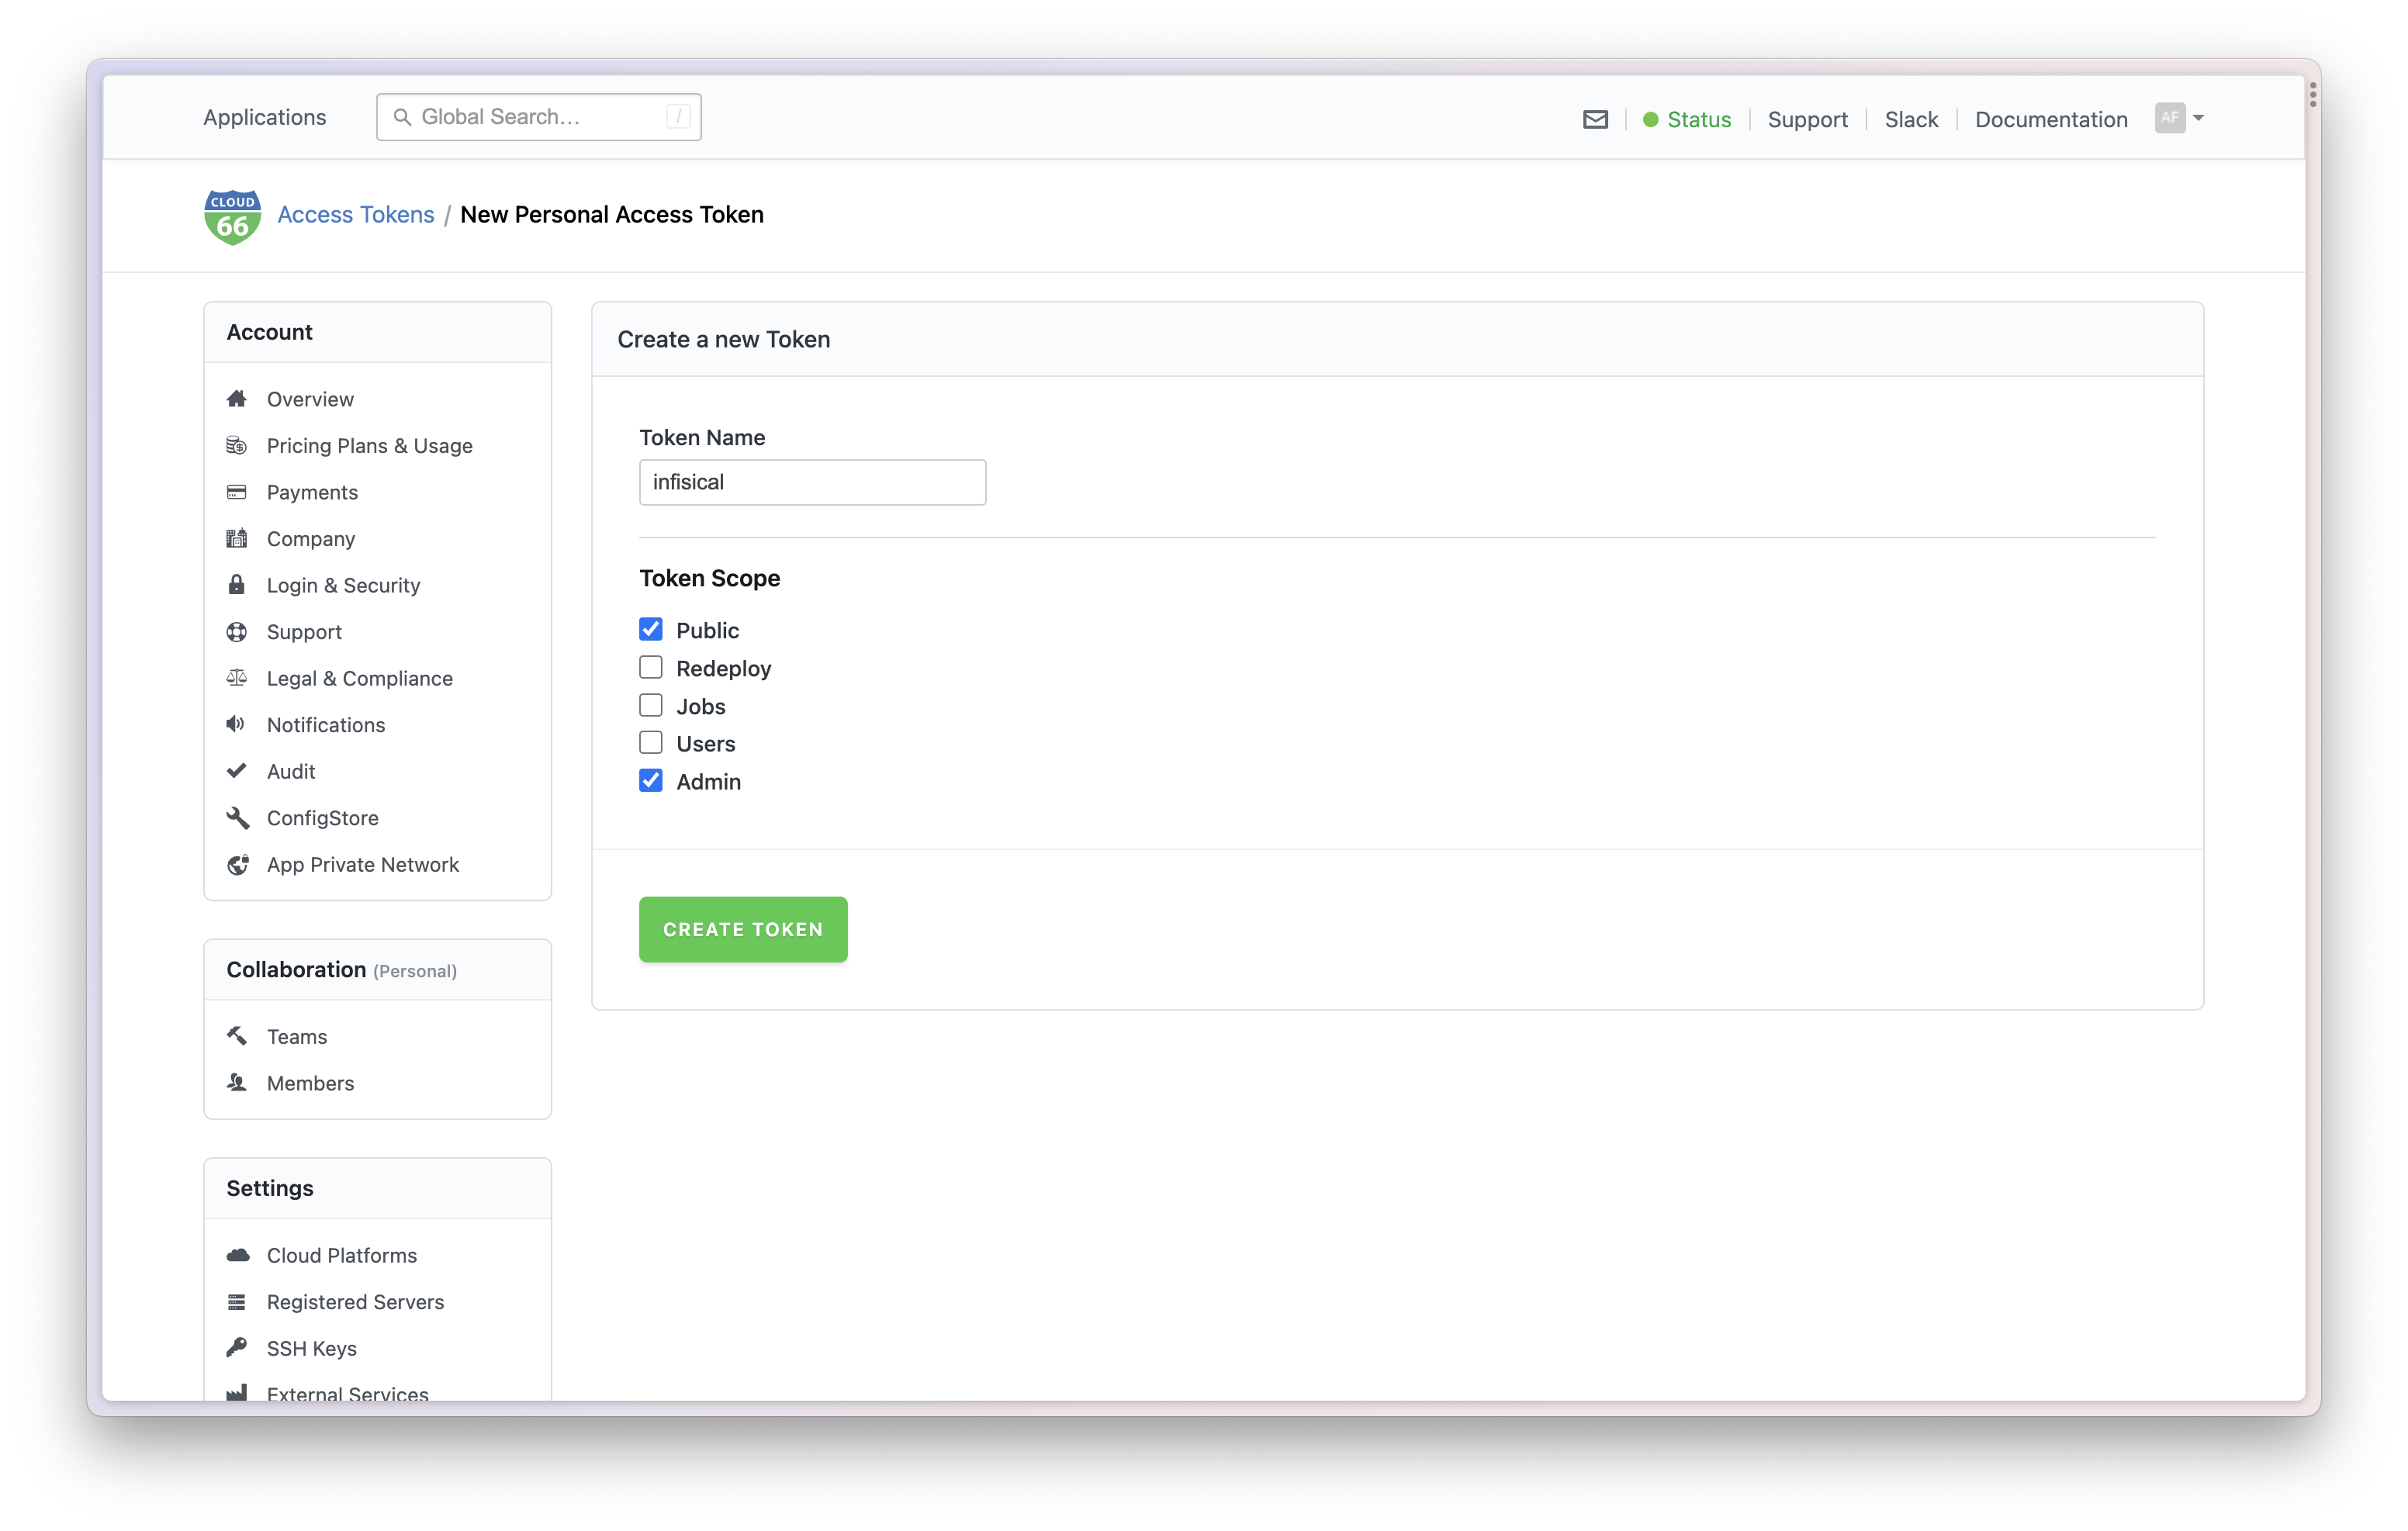 Applications
Global Search... /
Status
Support
Slack
Documentation
AF
CLOUD
66
Access Tokens / New Personal Access Token
Account
Overview
Pricing Plans & Usage
Payments
Company
Login & Security
Support
Legal & Compliance
Notifications
Audit
ConfigStore
App Private Network
Collaboration (Personal)
Teams
Members
Settings
Cloud Platforms
Registered Servers
SSH Keys
External Services
Create a new Token
Token Name
infisical
Token Scope
Public
Redeploy
Jobs
Users
Admin
CREATE TOKEN